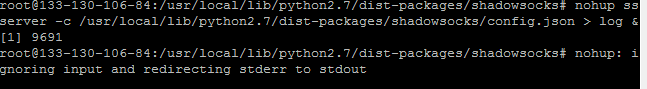 root@133-130-106-84:/usr/local/lib/python2.7/dist-packages/shadowsocks# nohup ss
server -c /usr/local/lib/python2.7/dist-packages/shadowsocks/config.json > log &
[1] 9691
root@133-130-106-84:/usr/local/lib/python2.7/dist-packages/shadowsocks# nohup: i
gnoring input and redirecting stderr to stdout